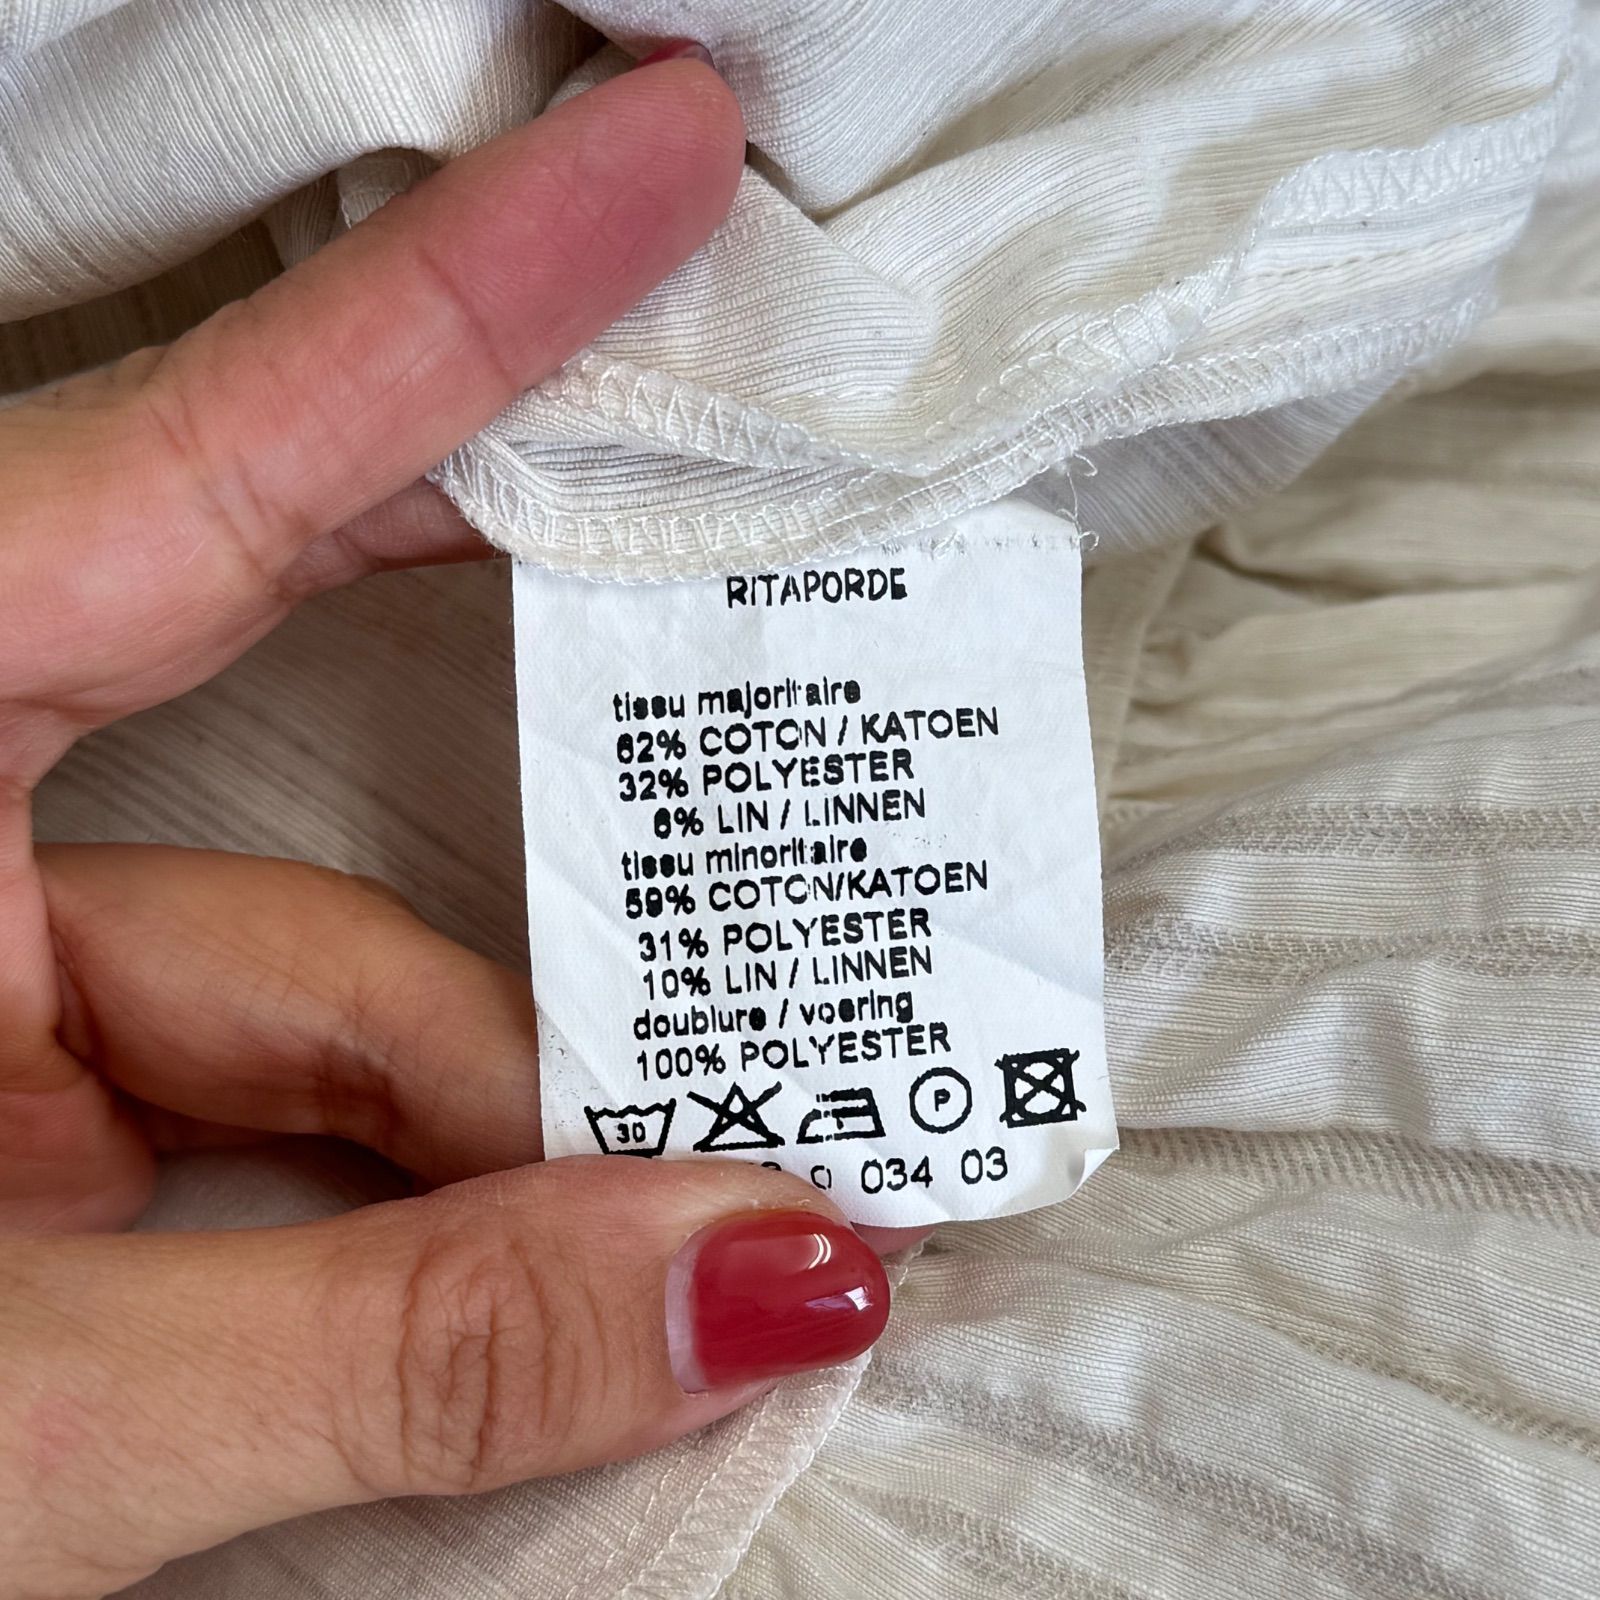 RITAPORDE
tissu majoritaire
62% COTON / KATOEN
32% POLYESTER
6% LIN / LINNEN
tissu minoritaire
59% COTON/KATOEN
31% POLYESTER
10% LIN / LINNEN
doublure / voering
100% POLYESTER
30 P
0 034 03